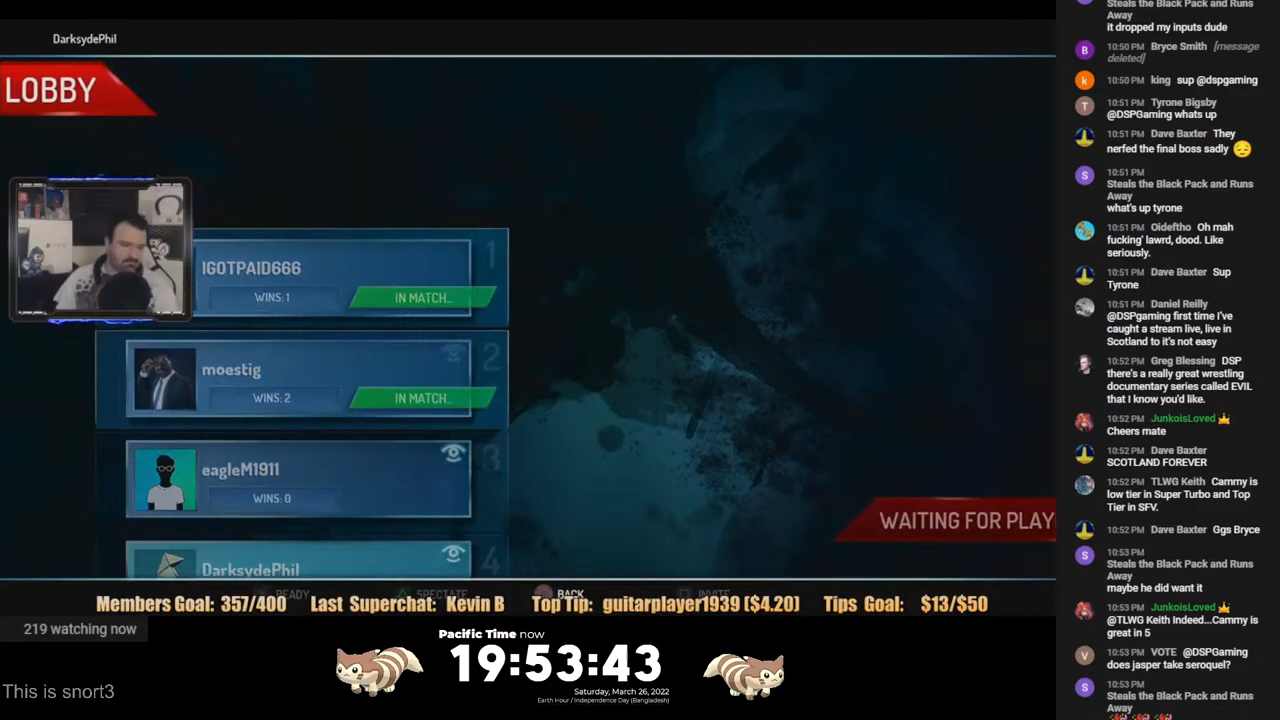 DarksydePhil
LOBBY
IGOTPAID666
1
WINS: 1
IN MATCH..
moestig
2
WINS: 2
IN MATCH..
eagleM1911
3
WINS: 0
DarksydePhil
4
WAITING FOR PLAY
READY
SPECTATE
BACK
INVITE
Members Goal: 357/400
Last Superchat: Kevin B
Top Tip: guitarplayer1939 ($4.20)
Tips Goal: $13/$50
219 watching now
Pacific Time now
19:53:43
Saturday, March 26, 2022
Earth Hour / Independence Day (Bangladesh)
This is snort3
Steals the Black Pack and Runs
Away
it dropped my inputs dude
10:50 PM Bryce Smith [message
deleted]
10:50 PM king sup @dspgaming
10:51 PM Tyrone Bigsby
@DSPGaming whats up
10:51 PM Dave Baxter They
nerfed the final boss sadly
10:51 PM
Steals the Black Pack and Runs
Away
what's up tyrone
10:51 PM Oideftho Oh mah
fucking' lawrd, dood. Like
seriously.
10:51 PM Dave Baxter Sup
Tyrone
10:51 PM Daniel Reilly
@DSPgaming first time I've
caught a stream live, live in
Scotland to it's not easy
10:52 PM Greg Blessing DSP
there's a really great wrestling
documentary series called EVIL
that I know you'd like.
10:52 PM JunkoisLoved
Cheers mate
10:52 PM Dave Baxter
SCOTLAND FOREVER
10:52 PM TLWG Keith Cammy is
low tier in Super Turbo and Top
Tier in SFV.
10:52 PM Dave Baxter Ggs Bryce
10:53 PM
Steals the Black Pack and Runs
Away
maybe he did want it
10:53 PM JunkoisLoved
@TLWG Keith Indeed...Cammy is
great in 5
10:53 PM VOTE @DSPGaming
does jasper take seroquel?
10:53 PM
Steals the Black Pack and Runs
Away